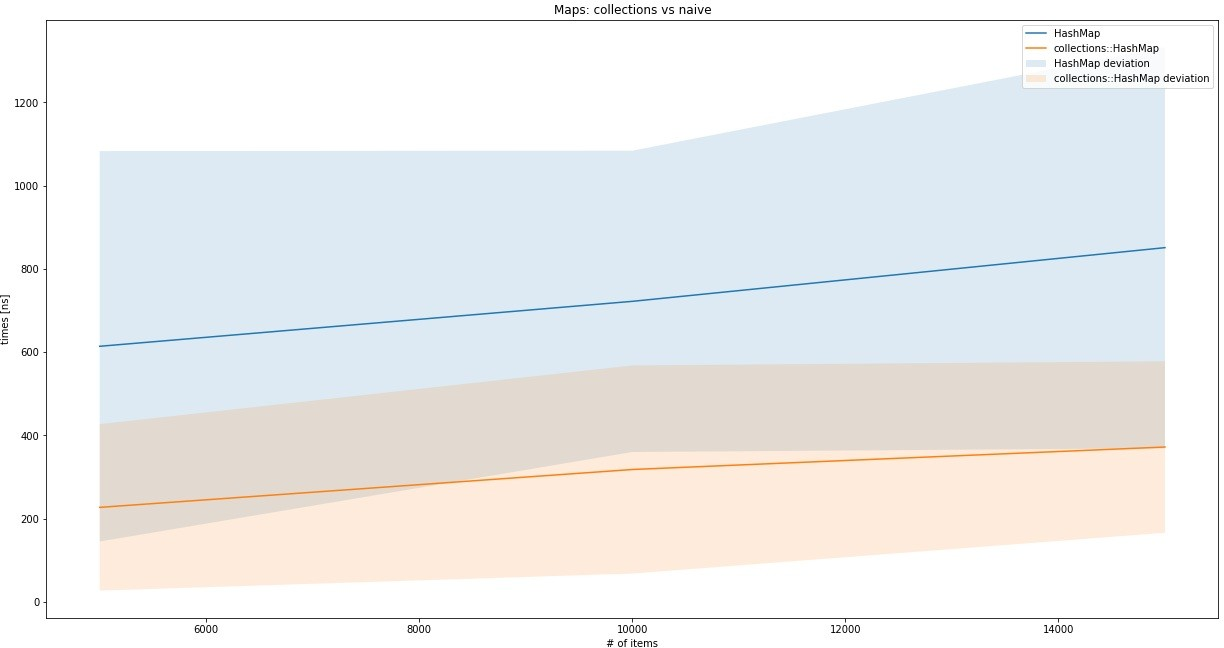 Maps: collections vs naive
HashMap
collections::HashMap
HashMap deviation
collections::HashMap deviation
times [ns]
1200
1000
800
600
400
200
0
6000 8000 10000 12000 14000
# of items